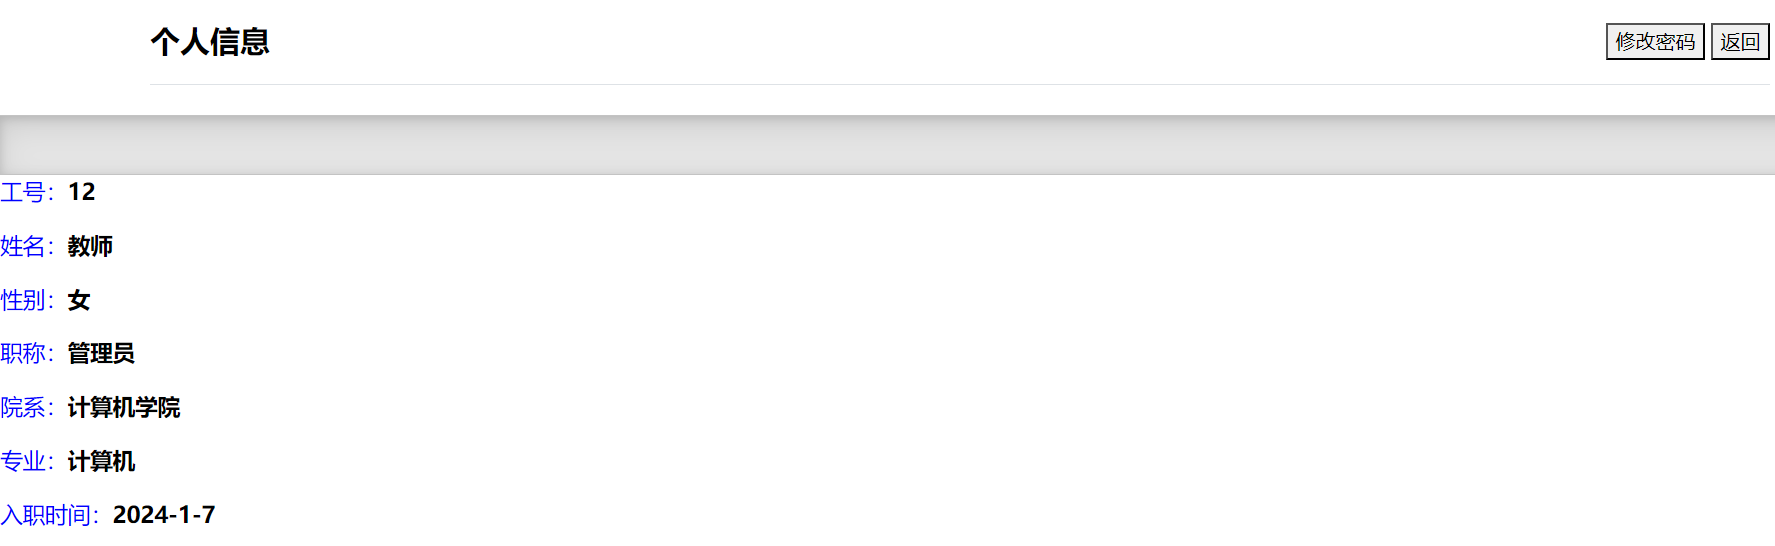 个人信息
修改密码 返回
工号：12
姓名：教师
性别：女
职称：管理员
院系：计算机学院
专业：计算机
入职时间：2024-1-7